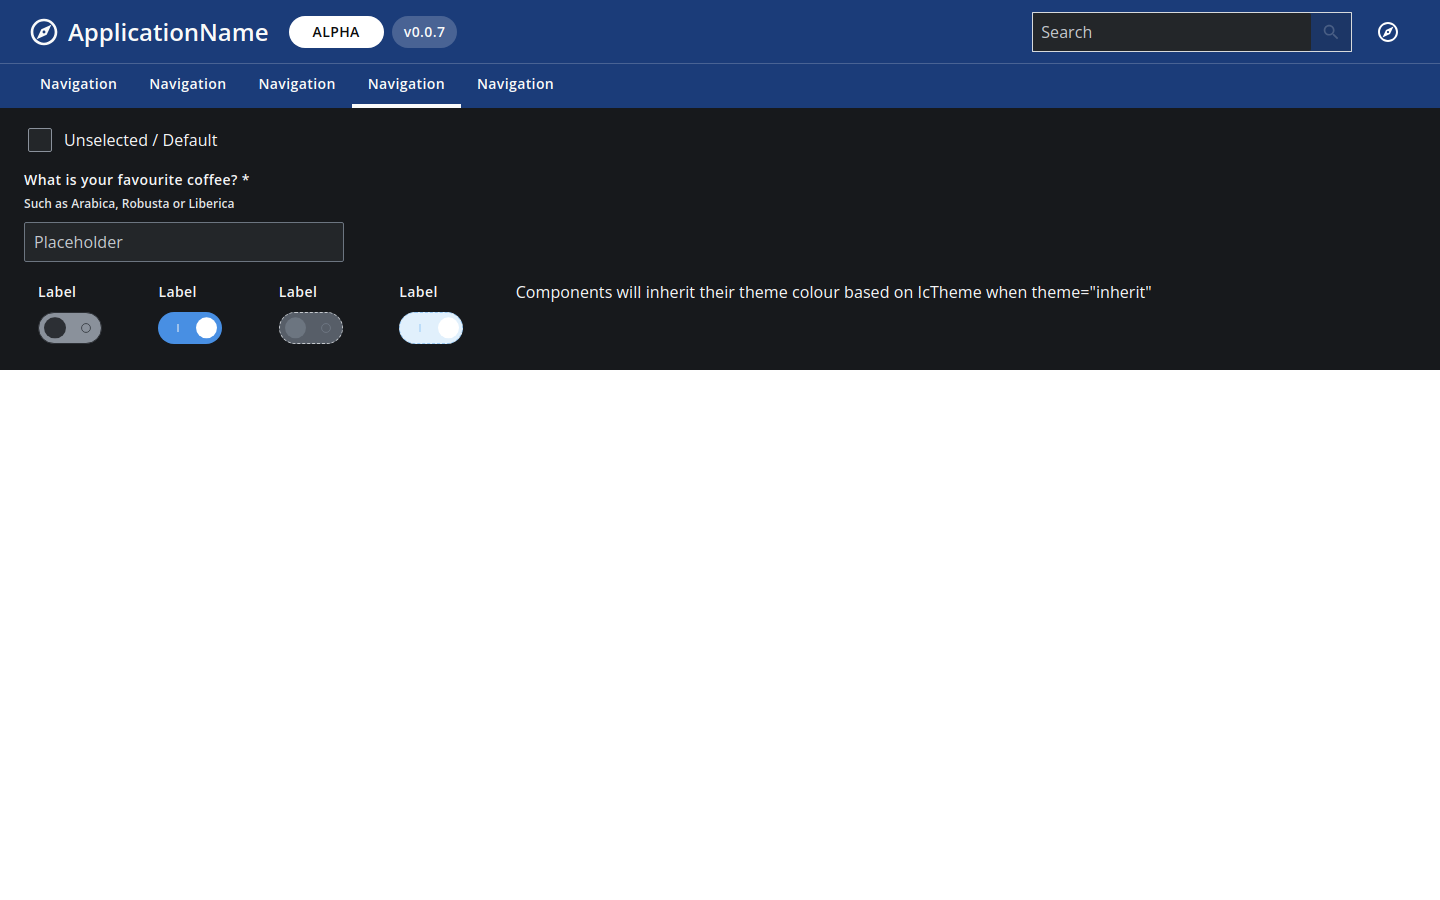 ApplicationName ALPHA v0.0.7 Search
Navigation Navigation Navigation Navigation Navigation
Unselected / Default
What is your favourite coffee? *
Such as Arabica, Robusta or Liberica
Placeholder
Label Label Label Label Components will inherit their theme colour based on IcTheme when theme="inherit"